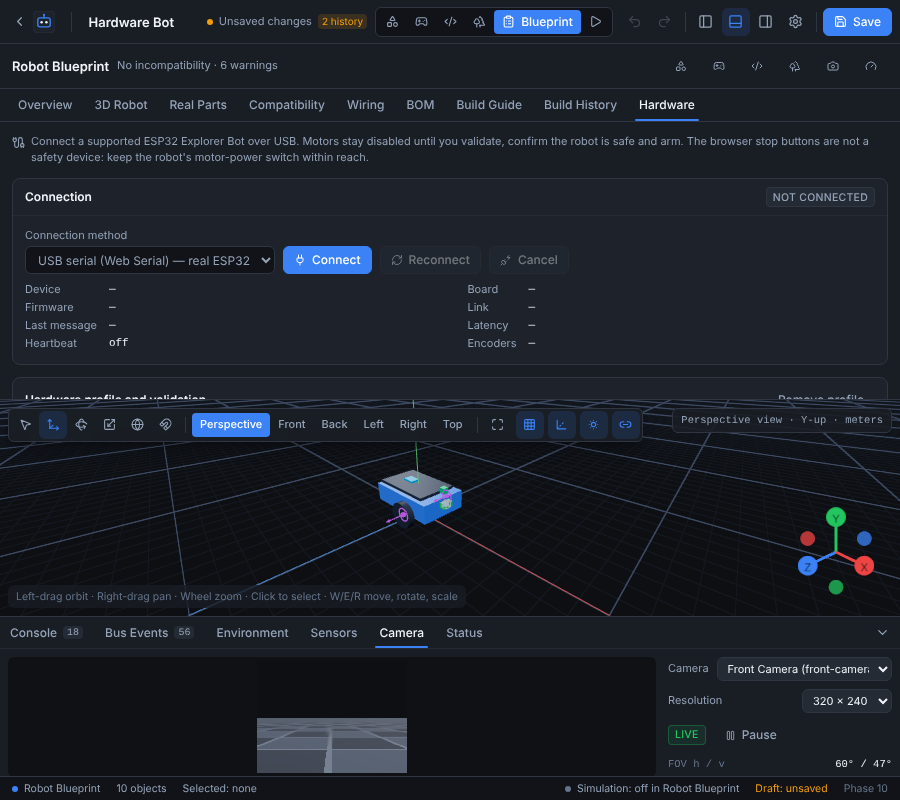 Hardware Bot
Unsaved changes
2 history
Blueprint
Save
Robot Blueprint
No incompatibility · 6 warnings
Overview
3D Robot
Real Parts
Compatibility
Wiring
BOM
Build Guide
Build History
Hardware
Connect a supported ESP32 Explorer Bot over USB. Motors stay disabled until you validate, confirm the robot is safe and arm. The browser stop buttons are not a
safety device: keep the robot's motor-power switch within reach.
Connection
NOT CONNECTED
Connection method
USB serial (Web Serial) — real ESP32
Connect
Reconnect
Cancel
Device —
Board —
Firmware —
Link —
Last message —
Latency —
Heartbeat off
Encoders —
Hardware profile and validation
Remove profile
Perspective
Front
Back
Left
Right
Top
Perspective view · Y-up · meters
Y
Z
X
Left-drag orbit · Right-drag pan · Wheel zoom · Click to select · W/E/R move, rotate, scale
Console 18
Bus Events 56
Environment
Sensors
Camera
Status
Camera
Front Camera (front-camera
Resolution
320 × 240
LIVE
Pause
FOV h / v
60° / 47°
Robot Blueprint
10 objects
Selected: none
Simulation: off in Robot Blueprint
Draft: unsaved
Phase 10